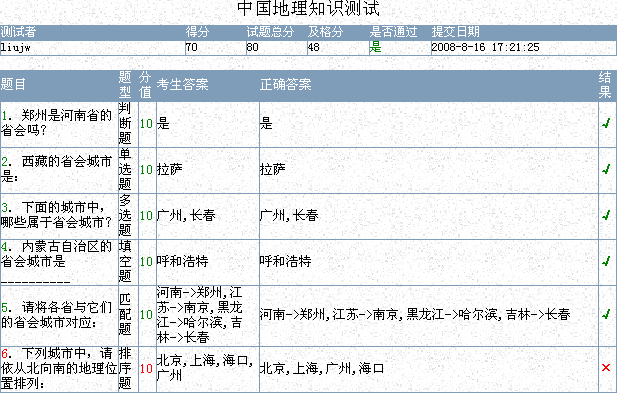 中国地理知识测试
测试者 得分 试题总分 及格分 是否通过 提交日期
liujw 70 80 48 是 2008-8-16 17:21:25
题目 题型 分值 考生答案 正确答案 结果
1. 郑州是河南省的省会吗? 判断题 10 是 是 √
2. 西藏的省会城市是: 单选题 10 拉萨 拉萨 √
3. 下面的城市中,哪些属于省会城市? 多选题 10 广州,长春 广州,长春 √
4. 内蒙古自治区的省会城市是__________ 填空题 10 呼和浩特 呼和浩特 √
5. 请将各省与它们的省会城市对应: 匹配题 10 河南->郑州,江苏->南京,黑龙江->哈尔滨,吉林->长春 河南->郑州,江苏->南京,黑龙江->哈尔滨,吉林->长春 √
6. 下列城市中,请依从北向南的地理位置排列: 排序题 10 北京,上海,海口,广州 北京,上海,广州,海口 ×